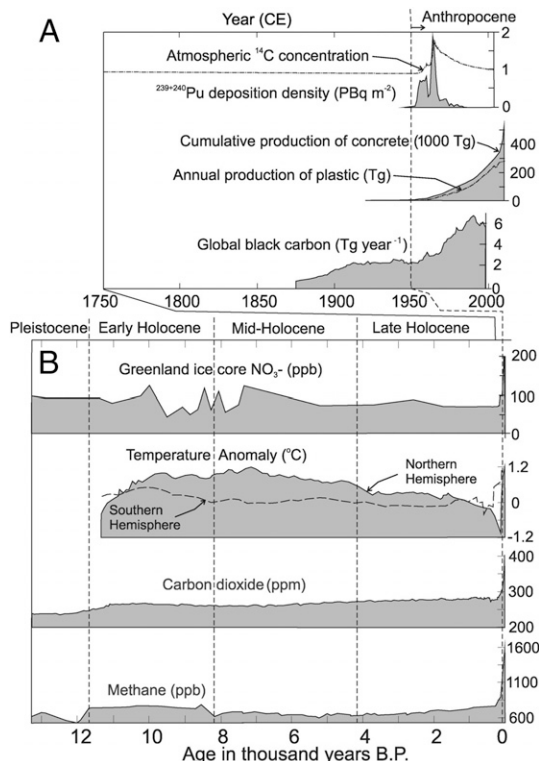 A
Year (CE)
Anthropocene
Atmospheric ¹⁴C concentration
²³⁹⁺²⁴⁰Pu deposition density (PBq m⁻²)
2
1
0
Cumulative production of concrete (1000 Tg)
Annual production of plastic (Tg)
400
200
0
Global black carbon (Tg year⁻¹)
6
4
2
0
1750 1800 1850 1900 1950 2000
Pleistocene Early Holocene Mid-Holocene Late Holocene
B
Greenland ice core NO₃- (ppb)
200
100
0
Temperature Anomaly (°C)
Northern
Hemisphere
Southern
Hemisphere
1.2
0
-1.2
Carbon dioxide (ppm)
400
300
200
Methane (ppb)
1600
1100
600
12 10 8 6 4 2 0
Age in thousand years B.P.